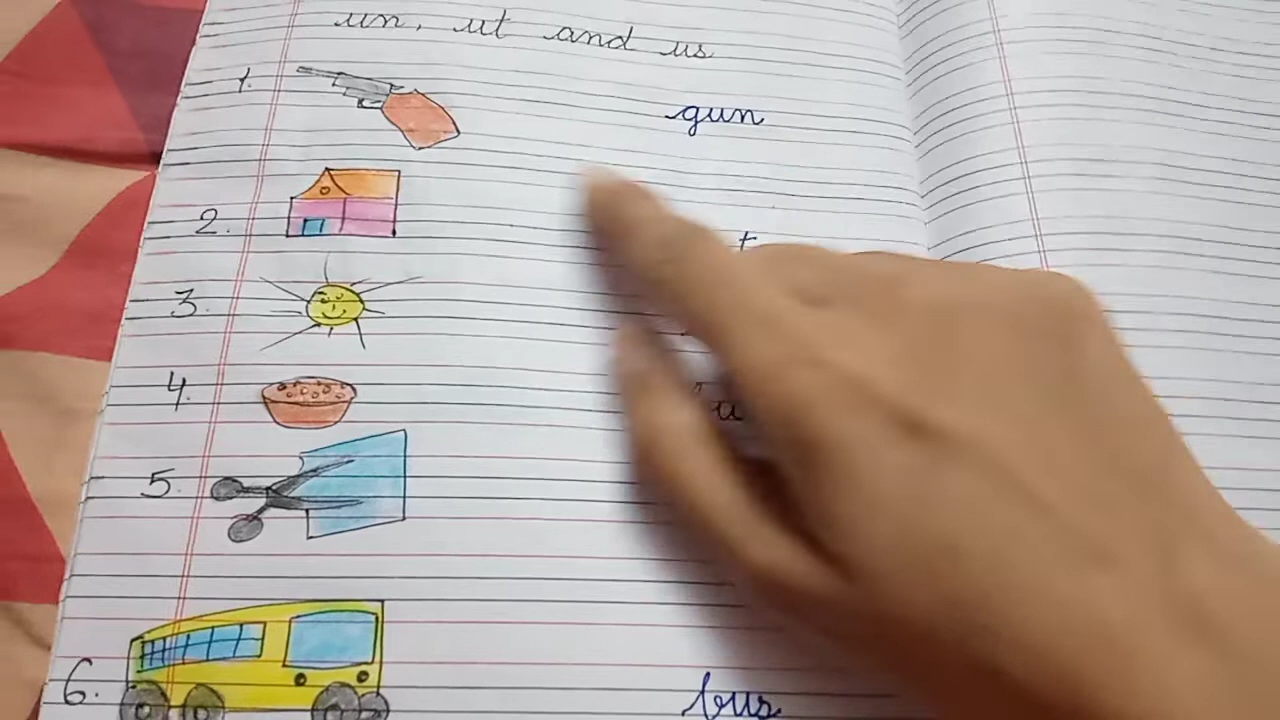 un, ut and us
1. gun
2. t
3.
4. u
5.
6. bus